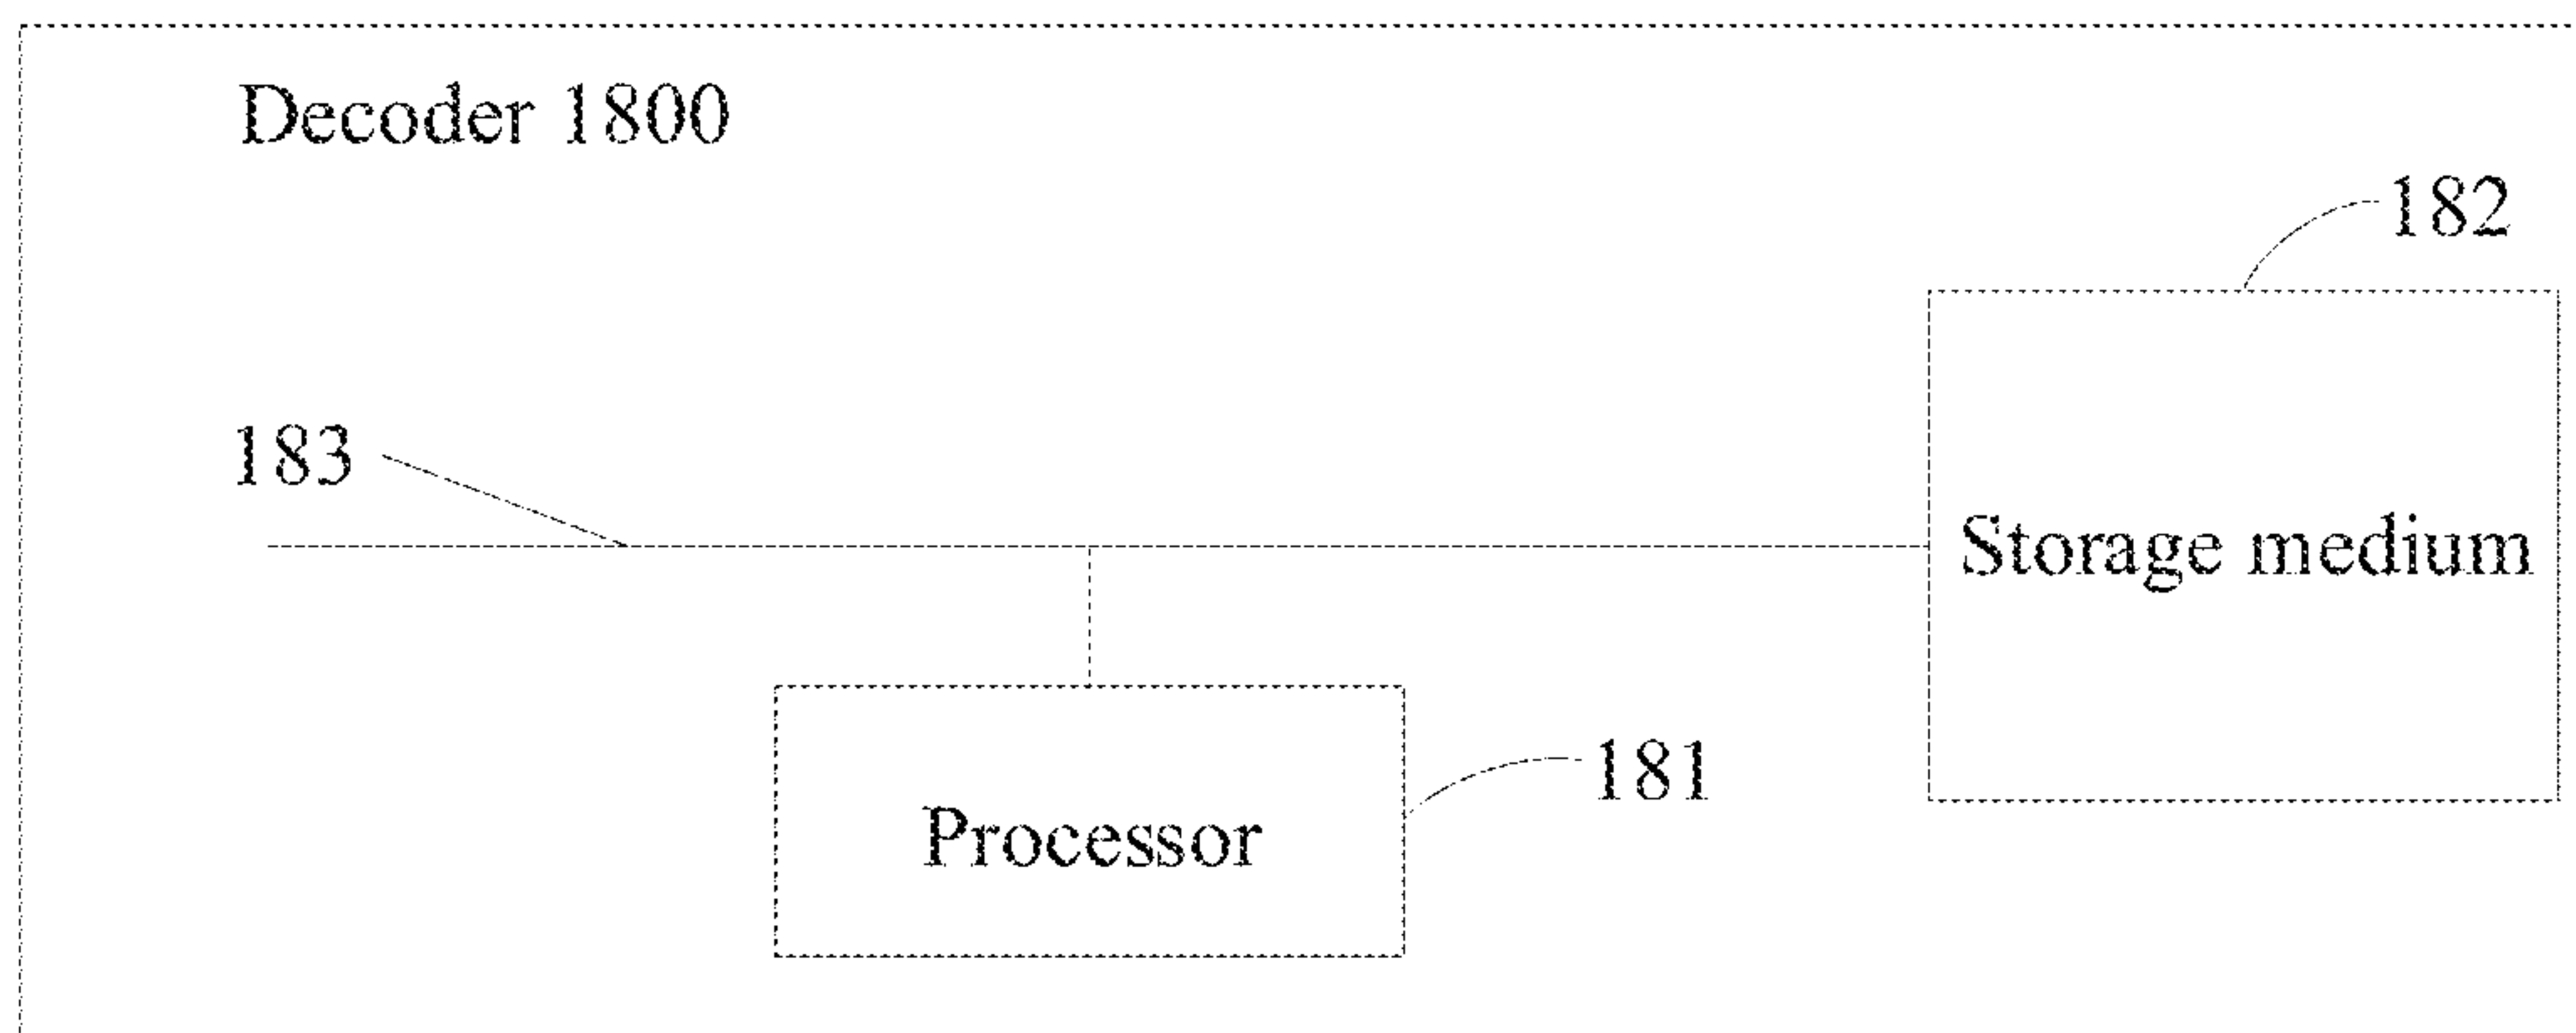 Decoder 1800
182
183
Storage medium
181
Processor